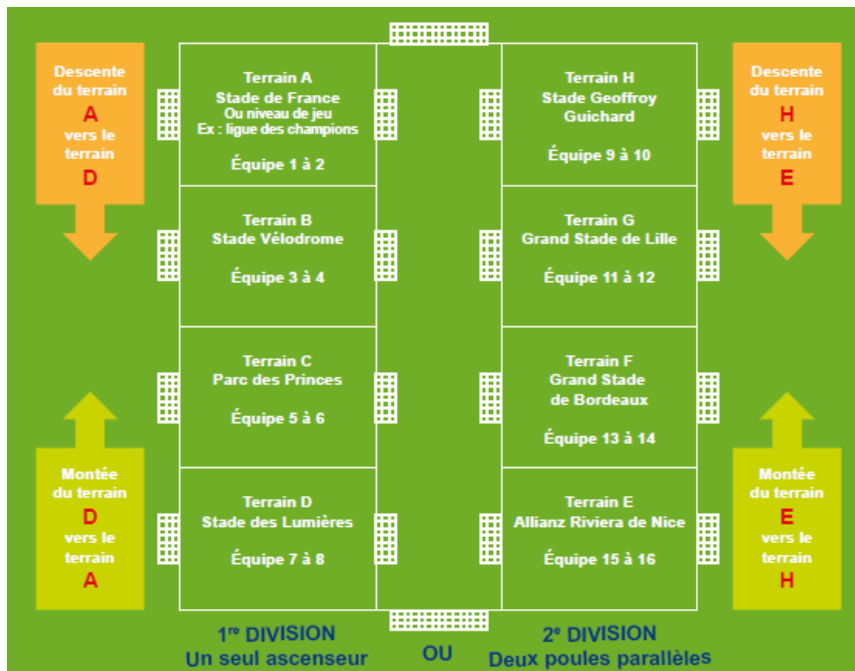 Descente
du terrain
A
vers le
terrain
D
Terrain A
Stade de France
Ou niveau de jeu
Ex : ligue des champions
Équipe 1 à 2
Terrain H
Stade Geoffroy
Guichard
Équipe 9 à 10
Descente
du terrain
H
vers le
terrain
E
Terrain B
Stade Vélodrome
Équipe 3 à 4
Terrain G
Grand Stade de Lille
Équipe 11 à 12
Terrain C
Parc des Princes
Équipe 5 à 6
Terrain F
Grand Stade
de Bordeaux
Équipe 13 à 14
Montée
du terrain
D
vers le
terrain
A
Terrain D
Stade des Lumières
Équipe 7 à 8
Terrain E
Allianz Riviera de Nice
Équipe 15 à 16
Montée
du terrain
E
vers le
terrain
H
1re DIVISION
Un seul ascenseur
OU
2e DIVISION
Deux poules parallèles